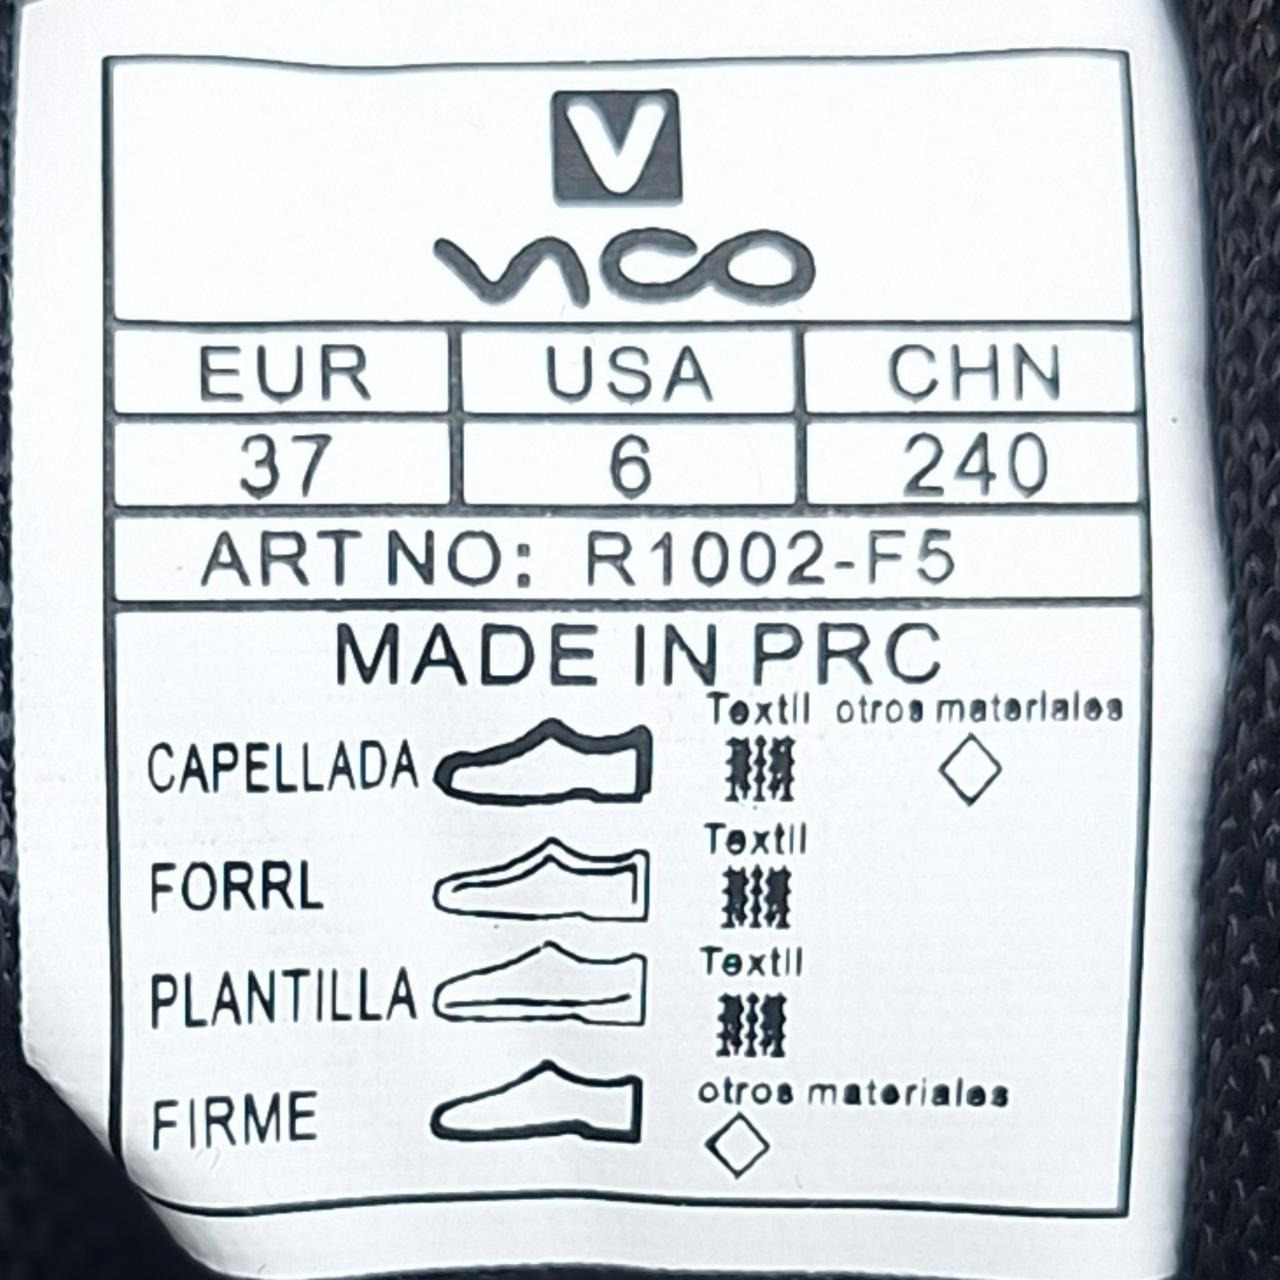 V
vico
EUR USA CHN
37 6 240
ART NO: R1002-F5
MADE IN PRC
Textil otros materiales
CAPELLADA
Textil
FORRL
Textil
PLANTILLA
otros materiales
FIRME